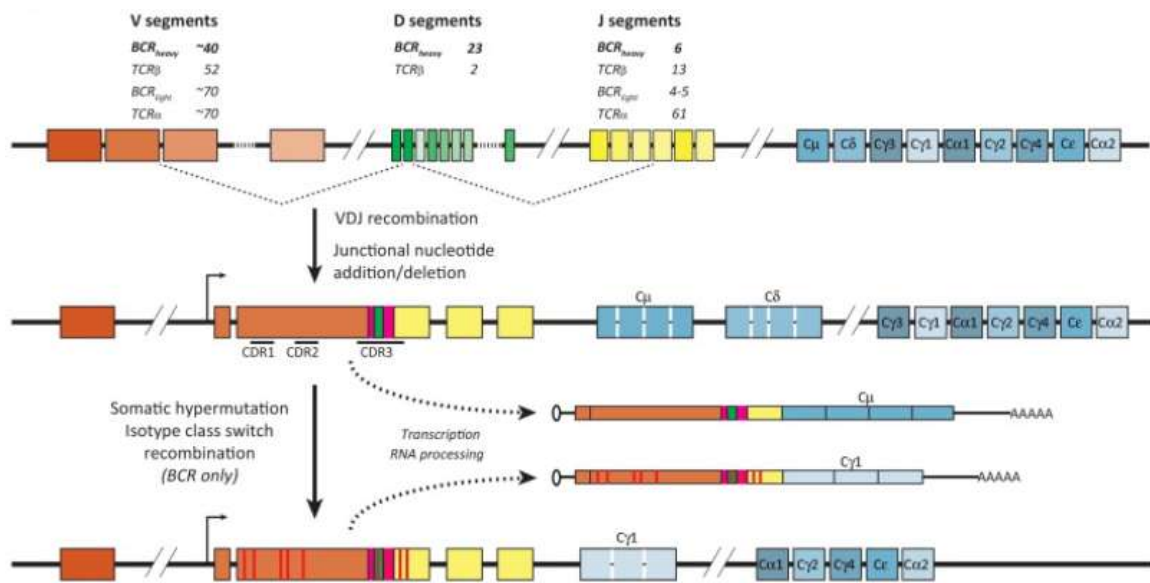 V segments
BCRheavy ~40
TCRβ 52
BCRlight ~70
TCRα ~70
D segments
BCRheavy 23
TCRβ 2
J segments
BCRheavy 6
TCRβ 13
BCRlight 4-5
TCRα 61
Cμ Cδ Cγ3 Cγ1 Cα1 Cγ2 Cγ4 Cε Cα2
VDJ recombination
Junctional nucleotide
addition/deletion
Cμ Cδ
Cγ3 Cγ1 Cα1 Cγ2 Cγ4 Cε Cα2
CDR1 CDR2 CDR3
Somatic hypermutation
Isotype class switch
recombination
(BCR only)
Transcription
RNA processing
Cμ
AAAAA
Cγ1
AAAAA
Cγ1
Cα1 Cγ2 Cγ4 Cε Cα2